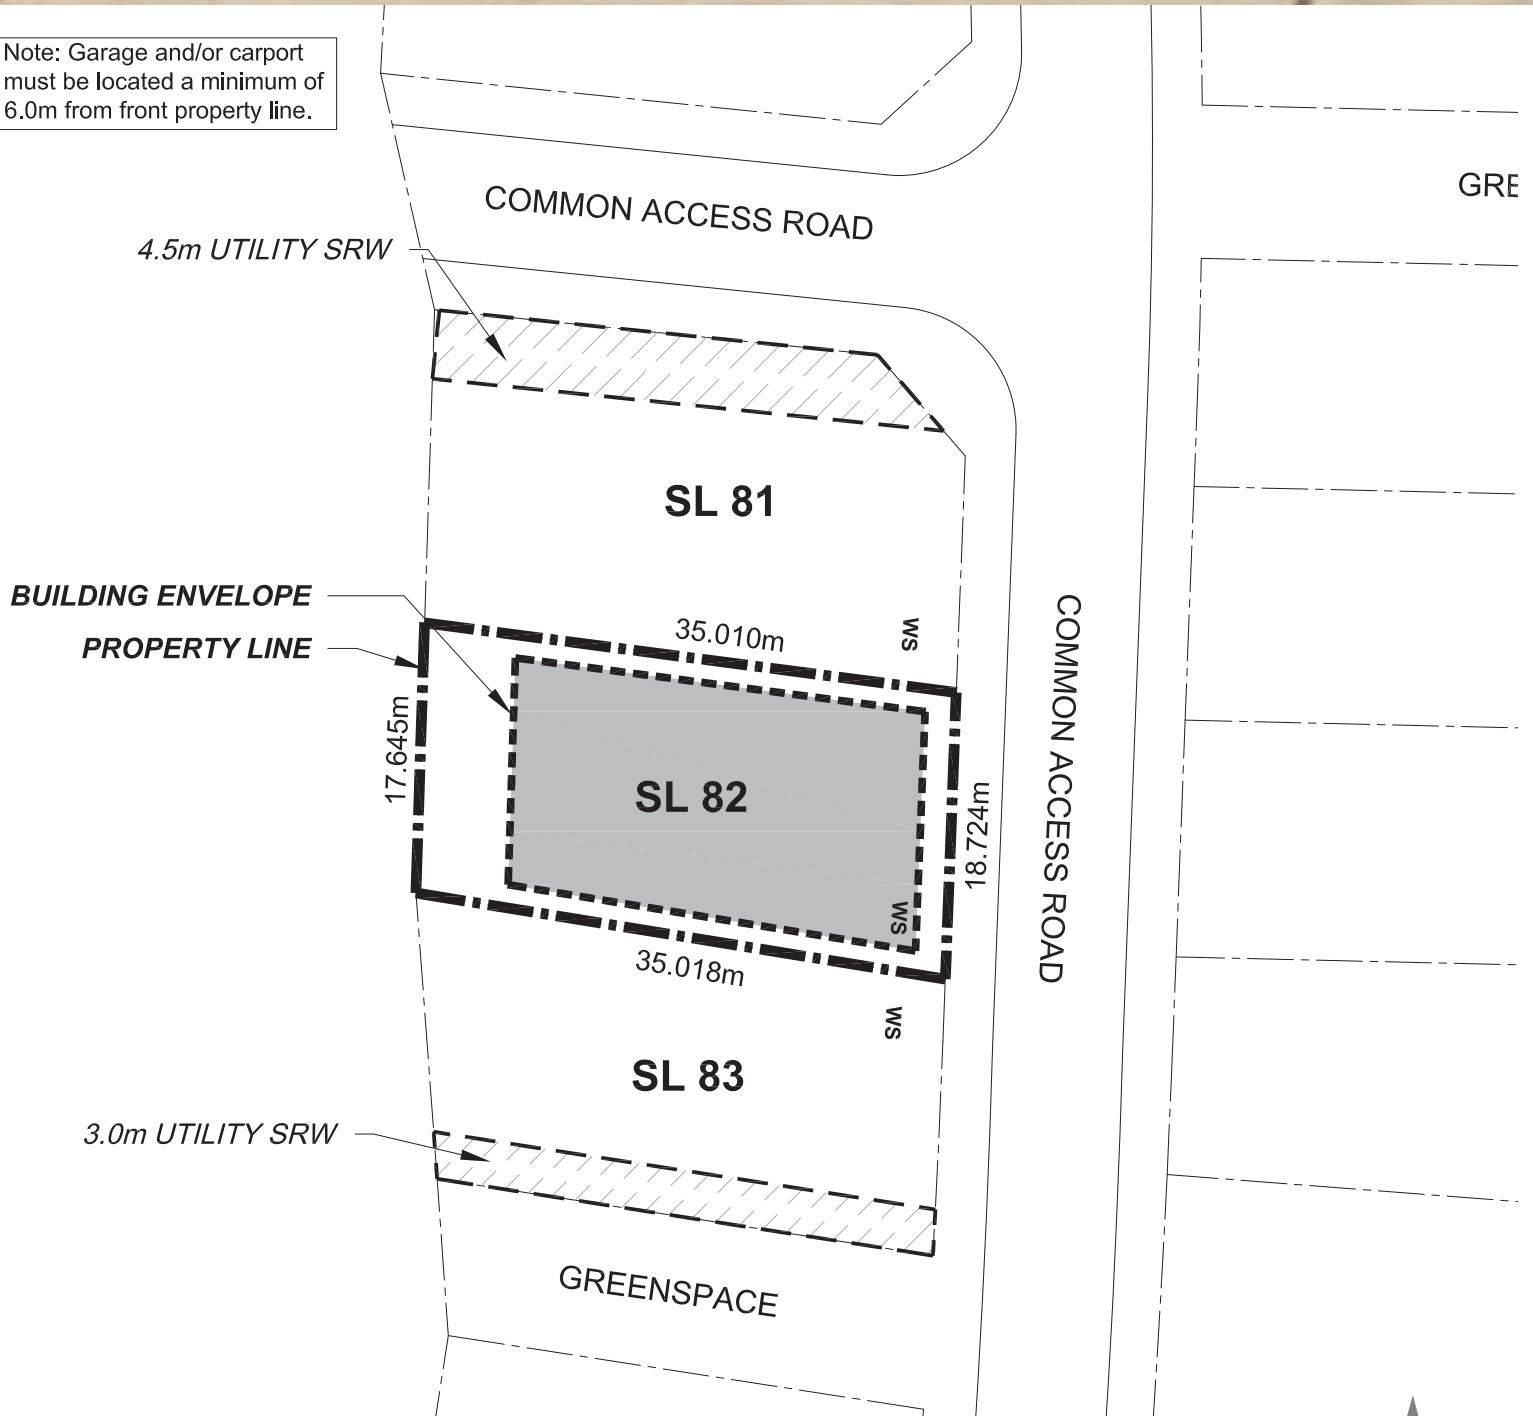 Note: Garage and/or carport
must be located a minimum of
6.0m from front property line.
GRE
COMMON ACCESS ROAD
4.5m UTILITY SRW
SL 81
BUILDING ENVELOPE
PROPERTY LINE
35.010m
WS
17.645m
SL 82
18.724m
COMMON ACCESS ROAD
WS
35.018m
WS
SL 83
3.0m UTILITY SRW
GREENSPACE